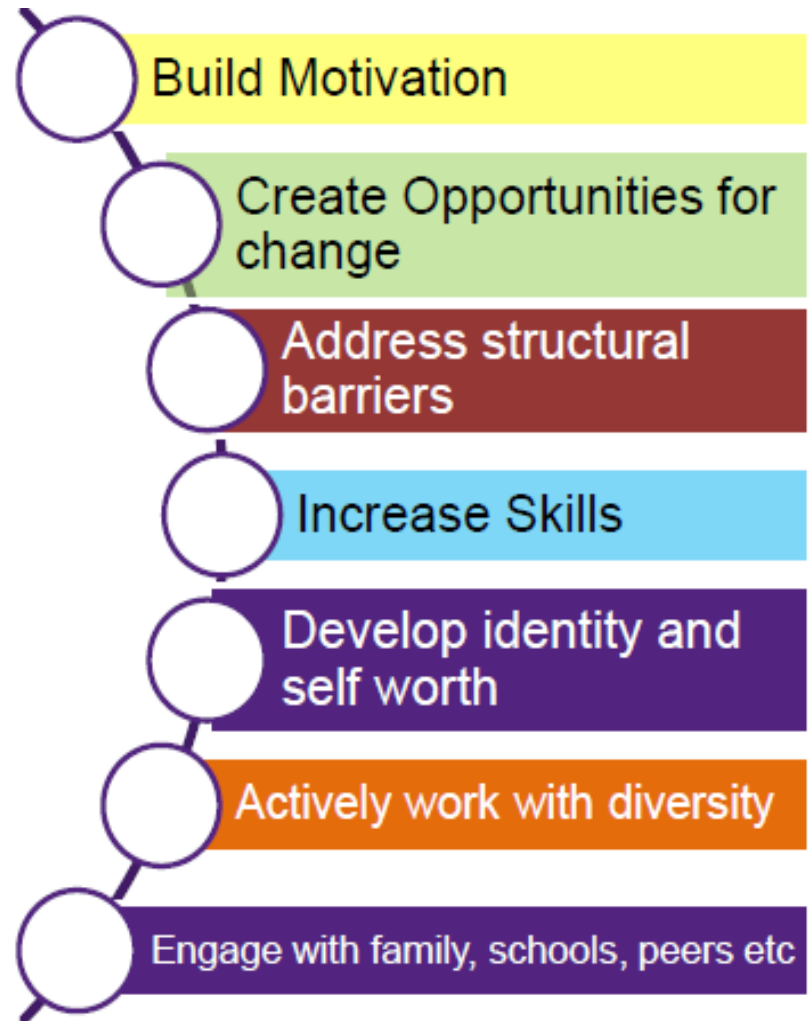 Build Motivation
Create Opportunities for
change
Address structural
barriers
Increase Skills
Develop identity and
self worth
Actively work with diversity
Engage with family, schools, peers etc